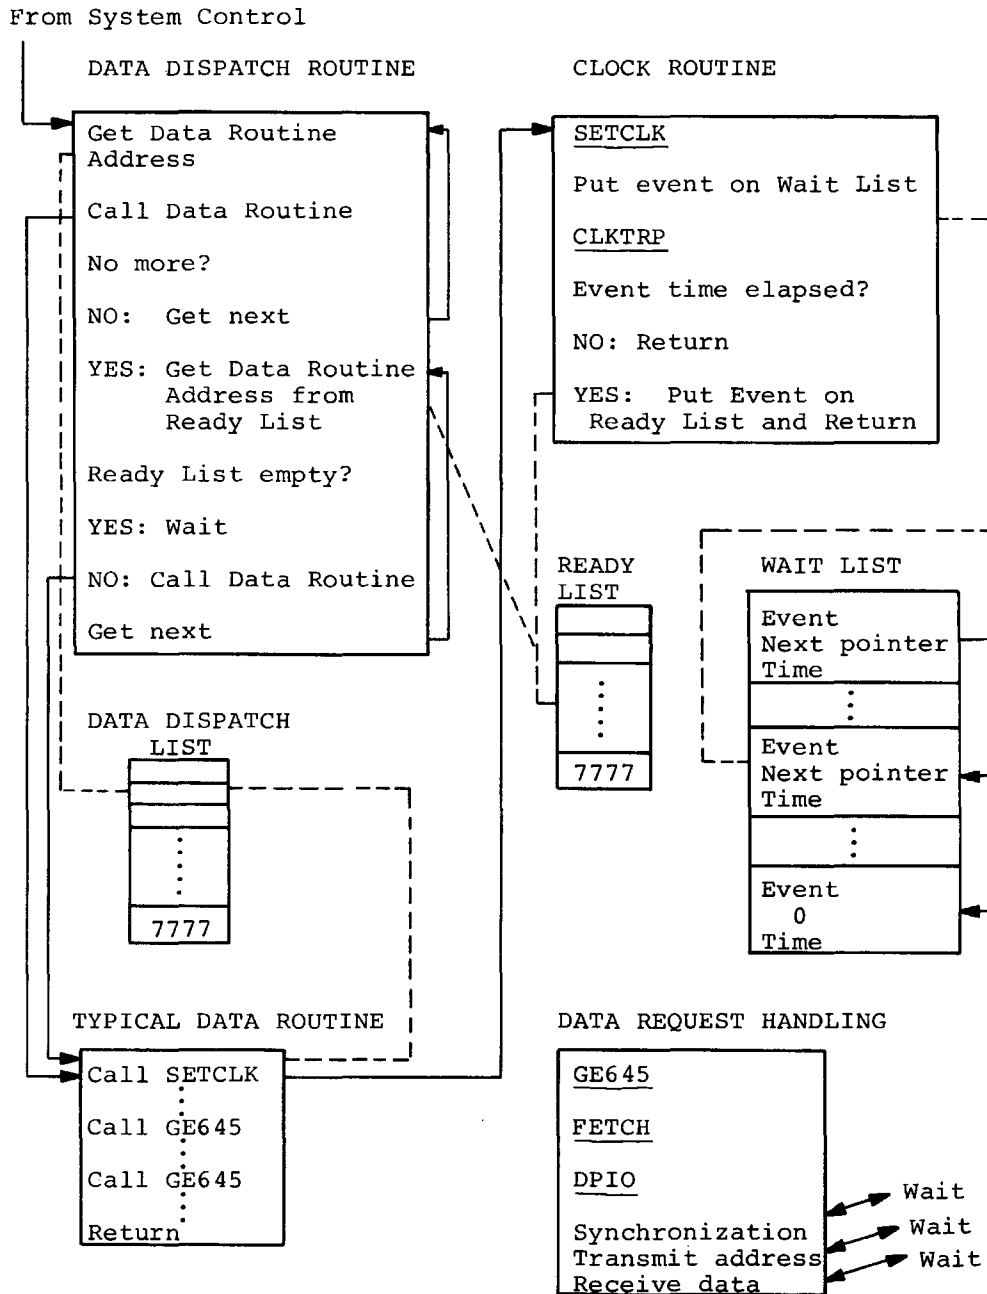 From System Control
DATA DISPATCH ROUTINE
Get Data Routine
Address
Call Data Routine
No more?
NO: Get next
YES: Get Data Routine
Address from
Ready List
Ready List empty?
YES: Wait
NO: Call Data Routine
Get next
CLOCK ROUTINE
SETCLK
Put event on Wait List
CLKTRP
Event time elapsed?
NO: Return
YES: Put Event on
Ready List and Return
READY
LIST
7777
WAIT LIST
Event
Next pointer
Time
Event
Next pointer
Time
Event
0
Time
DATA DISPATCH
LIST
7777
TYPICAL DATA ROUTINE
Call SETCLK
Call GE645
Call GE645
Return
DATA REQUEST HANDLING
GE645
FETCH
DPIO
Synchronization
Transmit address
Receive data
Wait
Wait
Wait